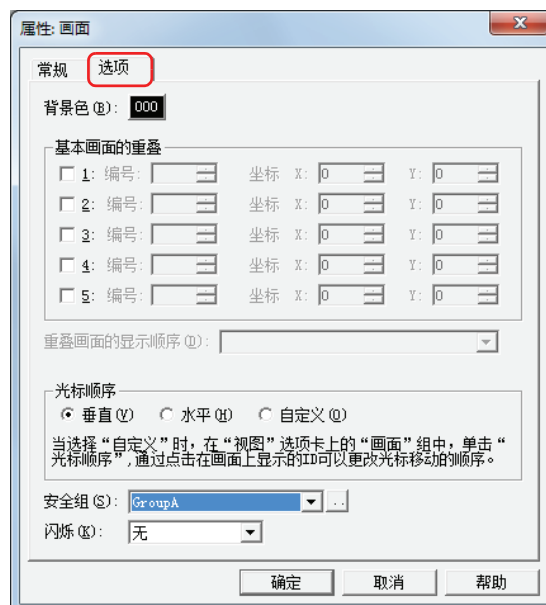 属性: 画面
常规 选项
背景色(B): 000
基本画面的重叠
1: 编号: 坐标 X: 0 Y: 0
2: 编号: 坐标 X: 0 Y: 0
3: 编号: 坐标 X: 0 Y: 0
4: 编号: 坐标 X: 0 Y: 0
5: 编号: 坐标 X: 0 Y: 0
重叠画面的显示顺序(D):
光标顺序
垂直(V) 水平(H) 自定义(Q)
当选择“自定义”时，在“视图”选项卡上的“画面”组中，单击“
光标顺序”,通过点击在画面上显示的ID可以更改光标移动的顺序。
安全组(S): GroupA ..
闪烁(K): 无
确定 取消 帮助